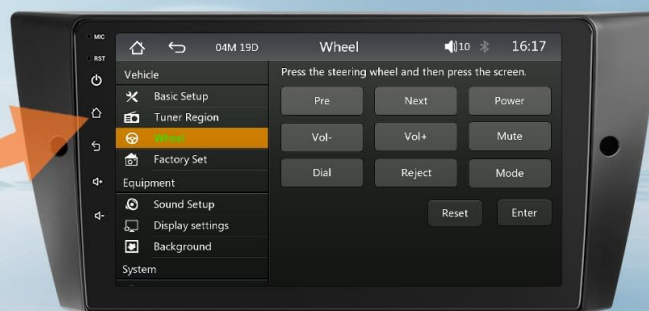 MIC
RST
04M 19D
Wheel
10
16:17
Vehicle
Basic Setup
Tuner Region
Wheel
Factory Set
Equipment
Sound Setup
Display settings
Background
System
Press the steering wheel and then press the screen.
Pre
Next
Power
Vol-
Vol+
Mute
Dial
Reject
Mode
Reset
Enter